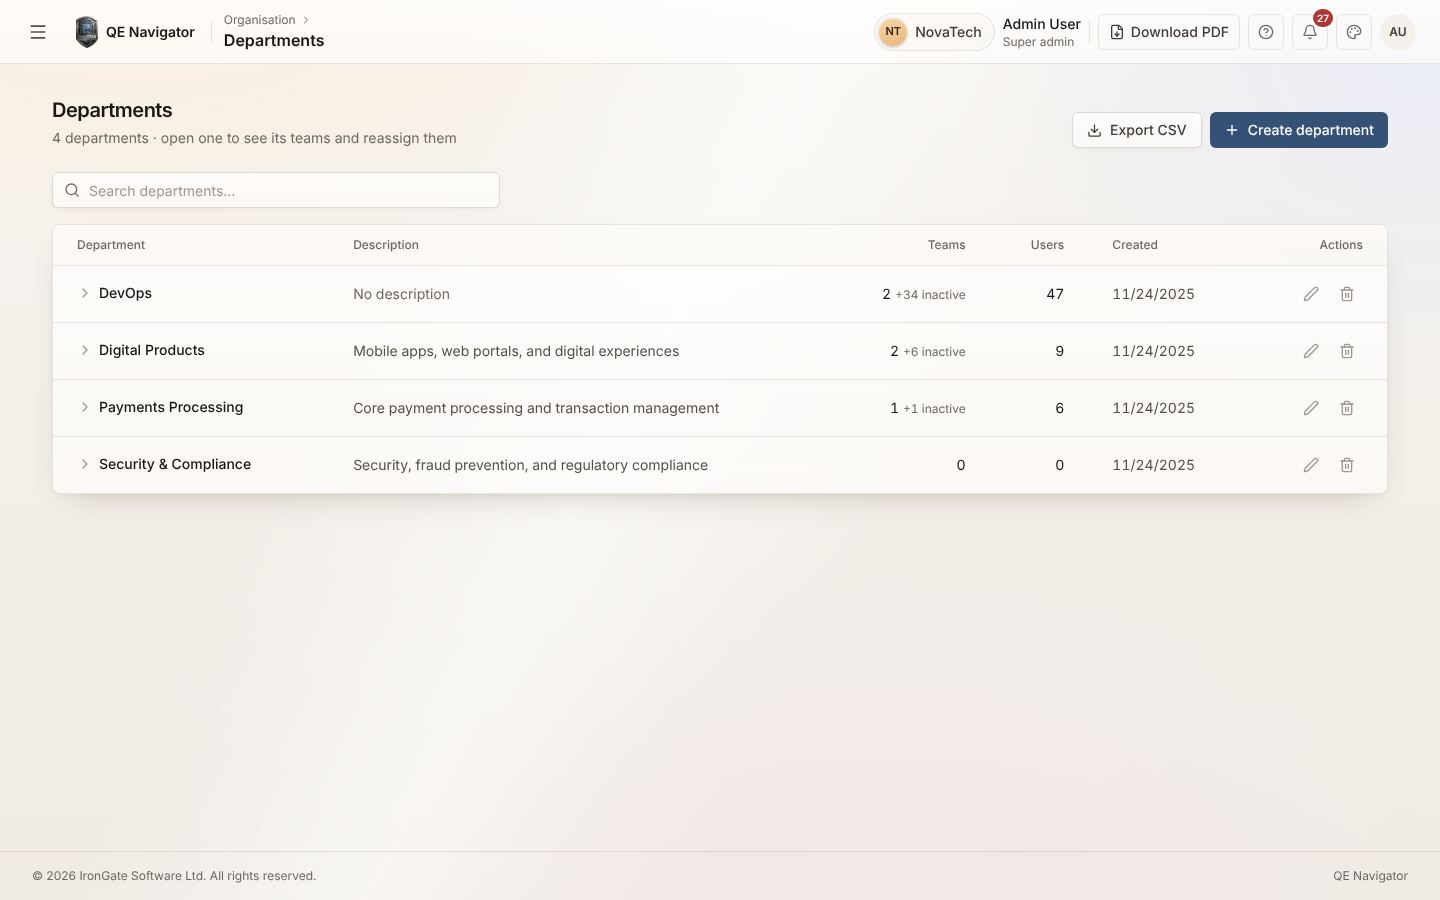 QE Navigator
Organisation
Departments
NT
NovaTech
Admin User
Super admin
Download PDF
27
AU
Departments
4 departments · open one to see its teams and reassign them
Export CSV
Create department
Search departments...
Department Description Teams Users Created Actions
DevOps No description 2 +34 inactive 47 11/24/2025
Digital Products Mobile apps, web portals, and digital experiences 2 +6 inactive 9 11/24/2025
Payments Processing Core payment processing and transaction management 1 +1 inactive 6 11/24/2025
Security & Compliance Security, fraud prevention, and regulatory compliance 0 0 11/24/2025
© 2026 IronGate Software Ltd. All rights reserved.
QE Navigator